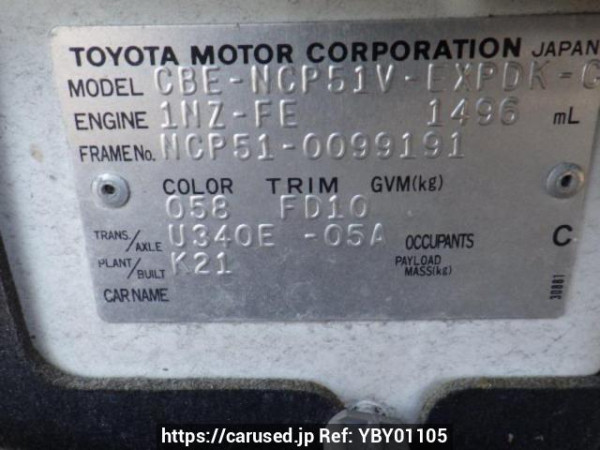 TOYOTA MOTOR CORPORATION JAPAN
MODEL CBE-NCP51V-EXPDK-G
ENGINE 1NZ-FE 1496 mL
FRAME No. NCP51-0099191
COLOR TRIM GVM(kg)
058 FD10
TRANS./AXLE U340E -05A OCCUPANTS C
PLANT/BUILT K21 PAYLOAD MASS(kg)
CAR NAME
30881
https://carused.jp Ref: YBY01105